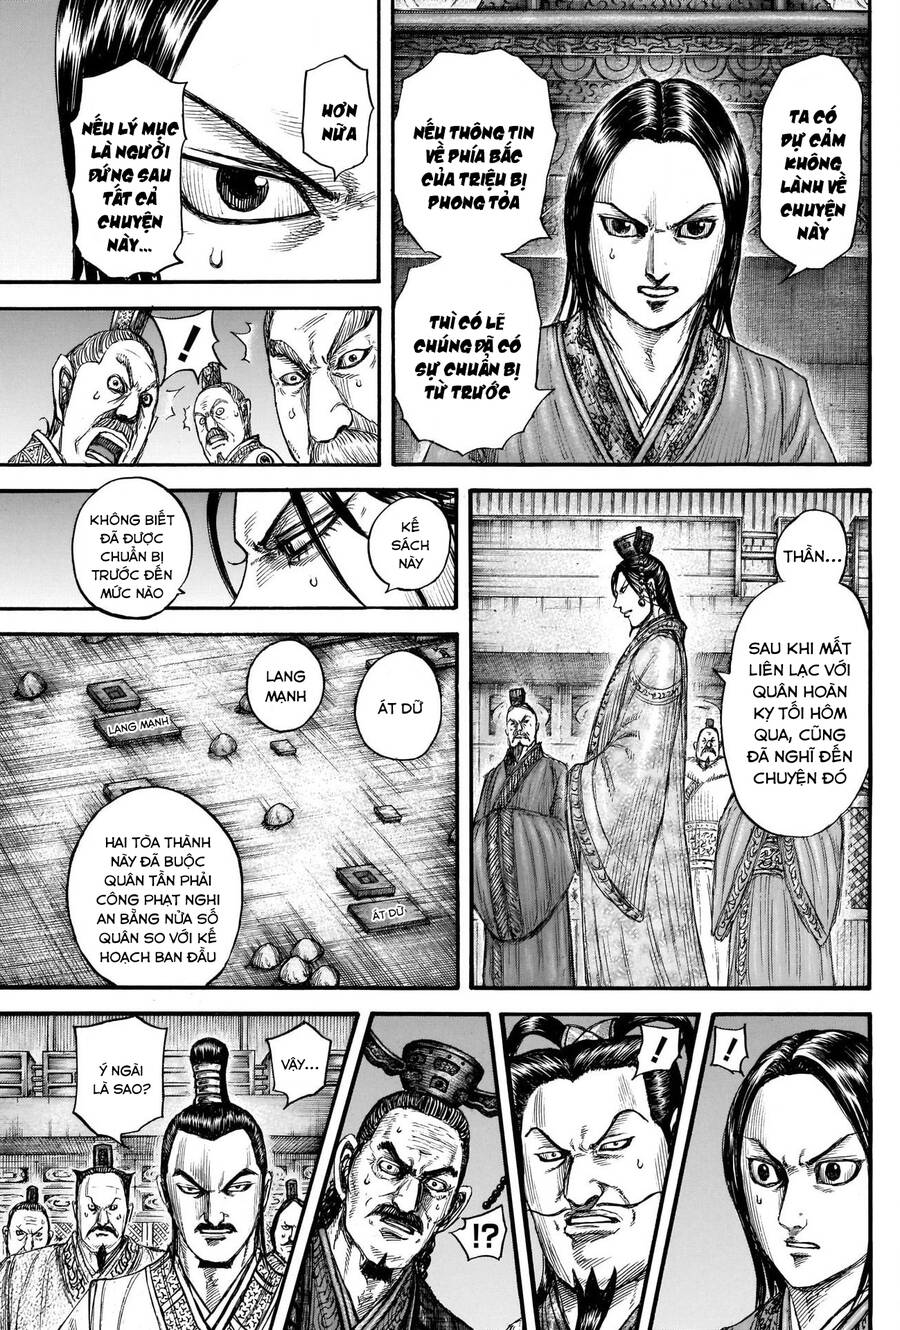 TA CÓ
DỰ CẢM
KHÔNG
LÀNH VỀ
CHUYỆN
NÀY
NẾU THÔNG TIN
VỀ PHÍA BẮC
CỦA TRIỆU BỊ
PHONG TỎA
THÌ CÓ LẼ
CHÚNG ĐÃ CÓ
SỰ CHUẨN BỊ
TỪ TRƯỚC
HƠN
NỮA
NẾU LÝ MỤC
LÀ NGƯỜI
ĐỨNG SAU
TẤT CẢ
CHUYỆN
NÀY...
!
THẦN...
SAU KHI MẤT
LIÊN LẠC VỚI
QUÂN HOÀN
KỲ TỐI HÔM
QUA, CŨNG
ĐÃ NGHĨ ĐẾN
CHUYỆN ĐÓ
KẾ
SÁCH
NÀY
KHÔNG BIẾT
ĐÃ ĐƯỢC
CHUẨN BỊ
TRƯỚC ĐẾN
MỨC NÀO
ÁT DỮ
LANG
MẠNH
LANG MẠNH
ÁT DỮ
HAI TÒA THÀNH
NÀY ĐÃ BUỘC
QUÂN TẦN PHẢI
CÔNG PHẠT NGHI
AN BẰNG NỬA SỐ
QUÂN SO VỚI KẾ
HOẠCH BAN ĐẦU
!
!
!?
VẬY...
Ý NGÀI
LÀ SAO?